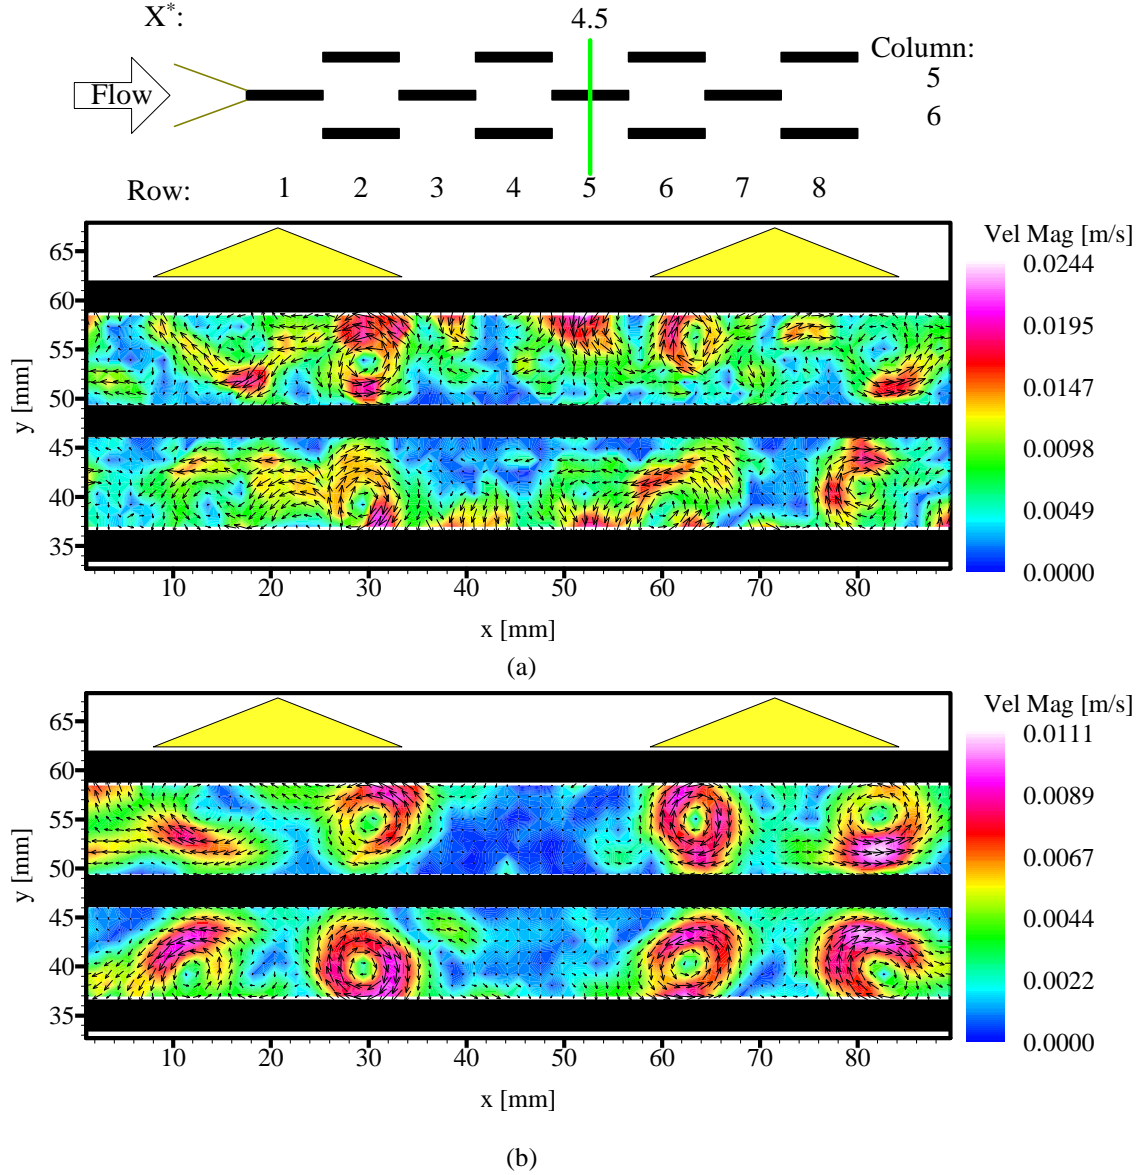 X*: 4.5
Column:
5
Flow
6
Row: 1 2 3 4 5 6 7 8
Vel Mag [m/s]
65
0.0244
60
0.0195
55
0.0147
50
y [mm]
0.0098
45
40
0.0049
35
0.0000
10 20 30 40 50 60 70 80
x [mm]
(a)
Vel Mag [m/s]
65
0.0111
60
0.0089
55
0.0067
50
y [mm]
0.0044
45
40
0.0022
35
0.0000
10 20 30 40 50 60 70 80
x [mm]
(b)